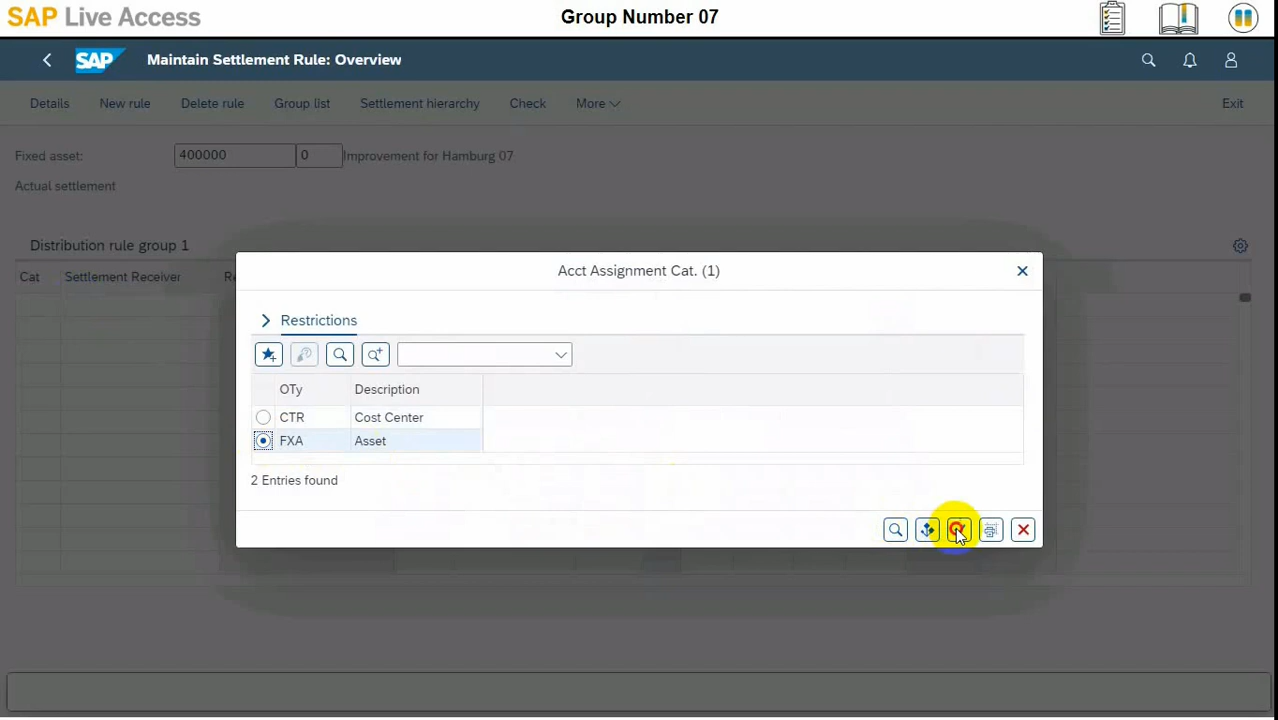 SAP Live Access
Group Number 07
SAP
Maintain Settlement Rule: Overview
Details New rule Delete rule Group list Settlement hierarchy Check More Exit
Fixed asset: 400000 0 Improvement for Hamburg 07
Actual settlement
Distribution rule group 1
Cat Settlement Receiver
Acct Assignment Cat. (1)
Restrictions
OTy Description
CTR Cost Center
FXA Asset
2 Entries found